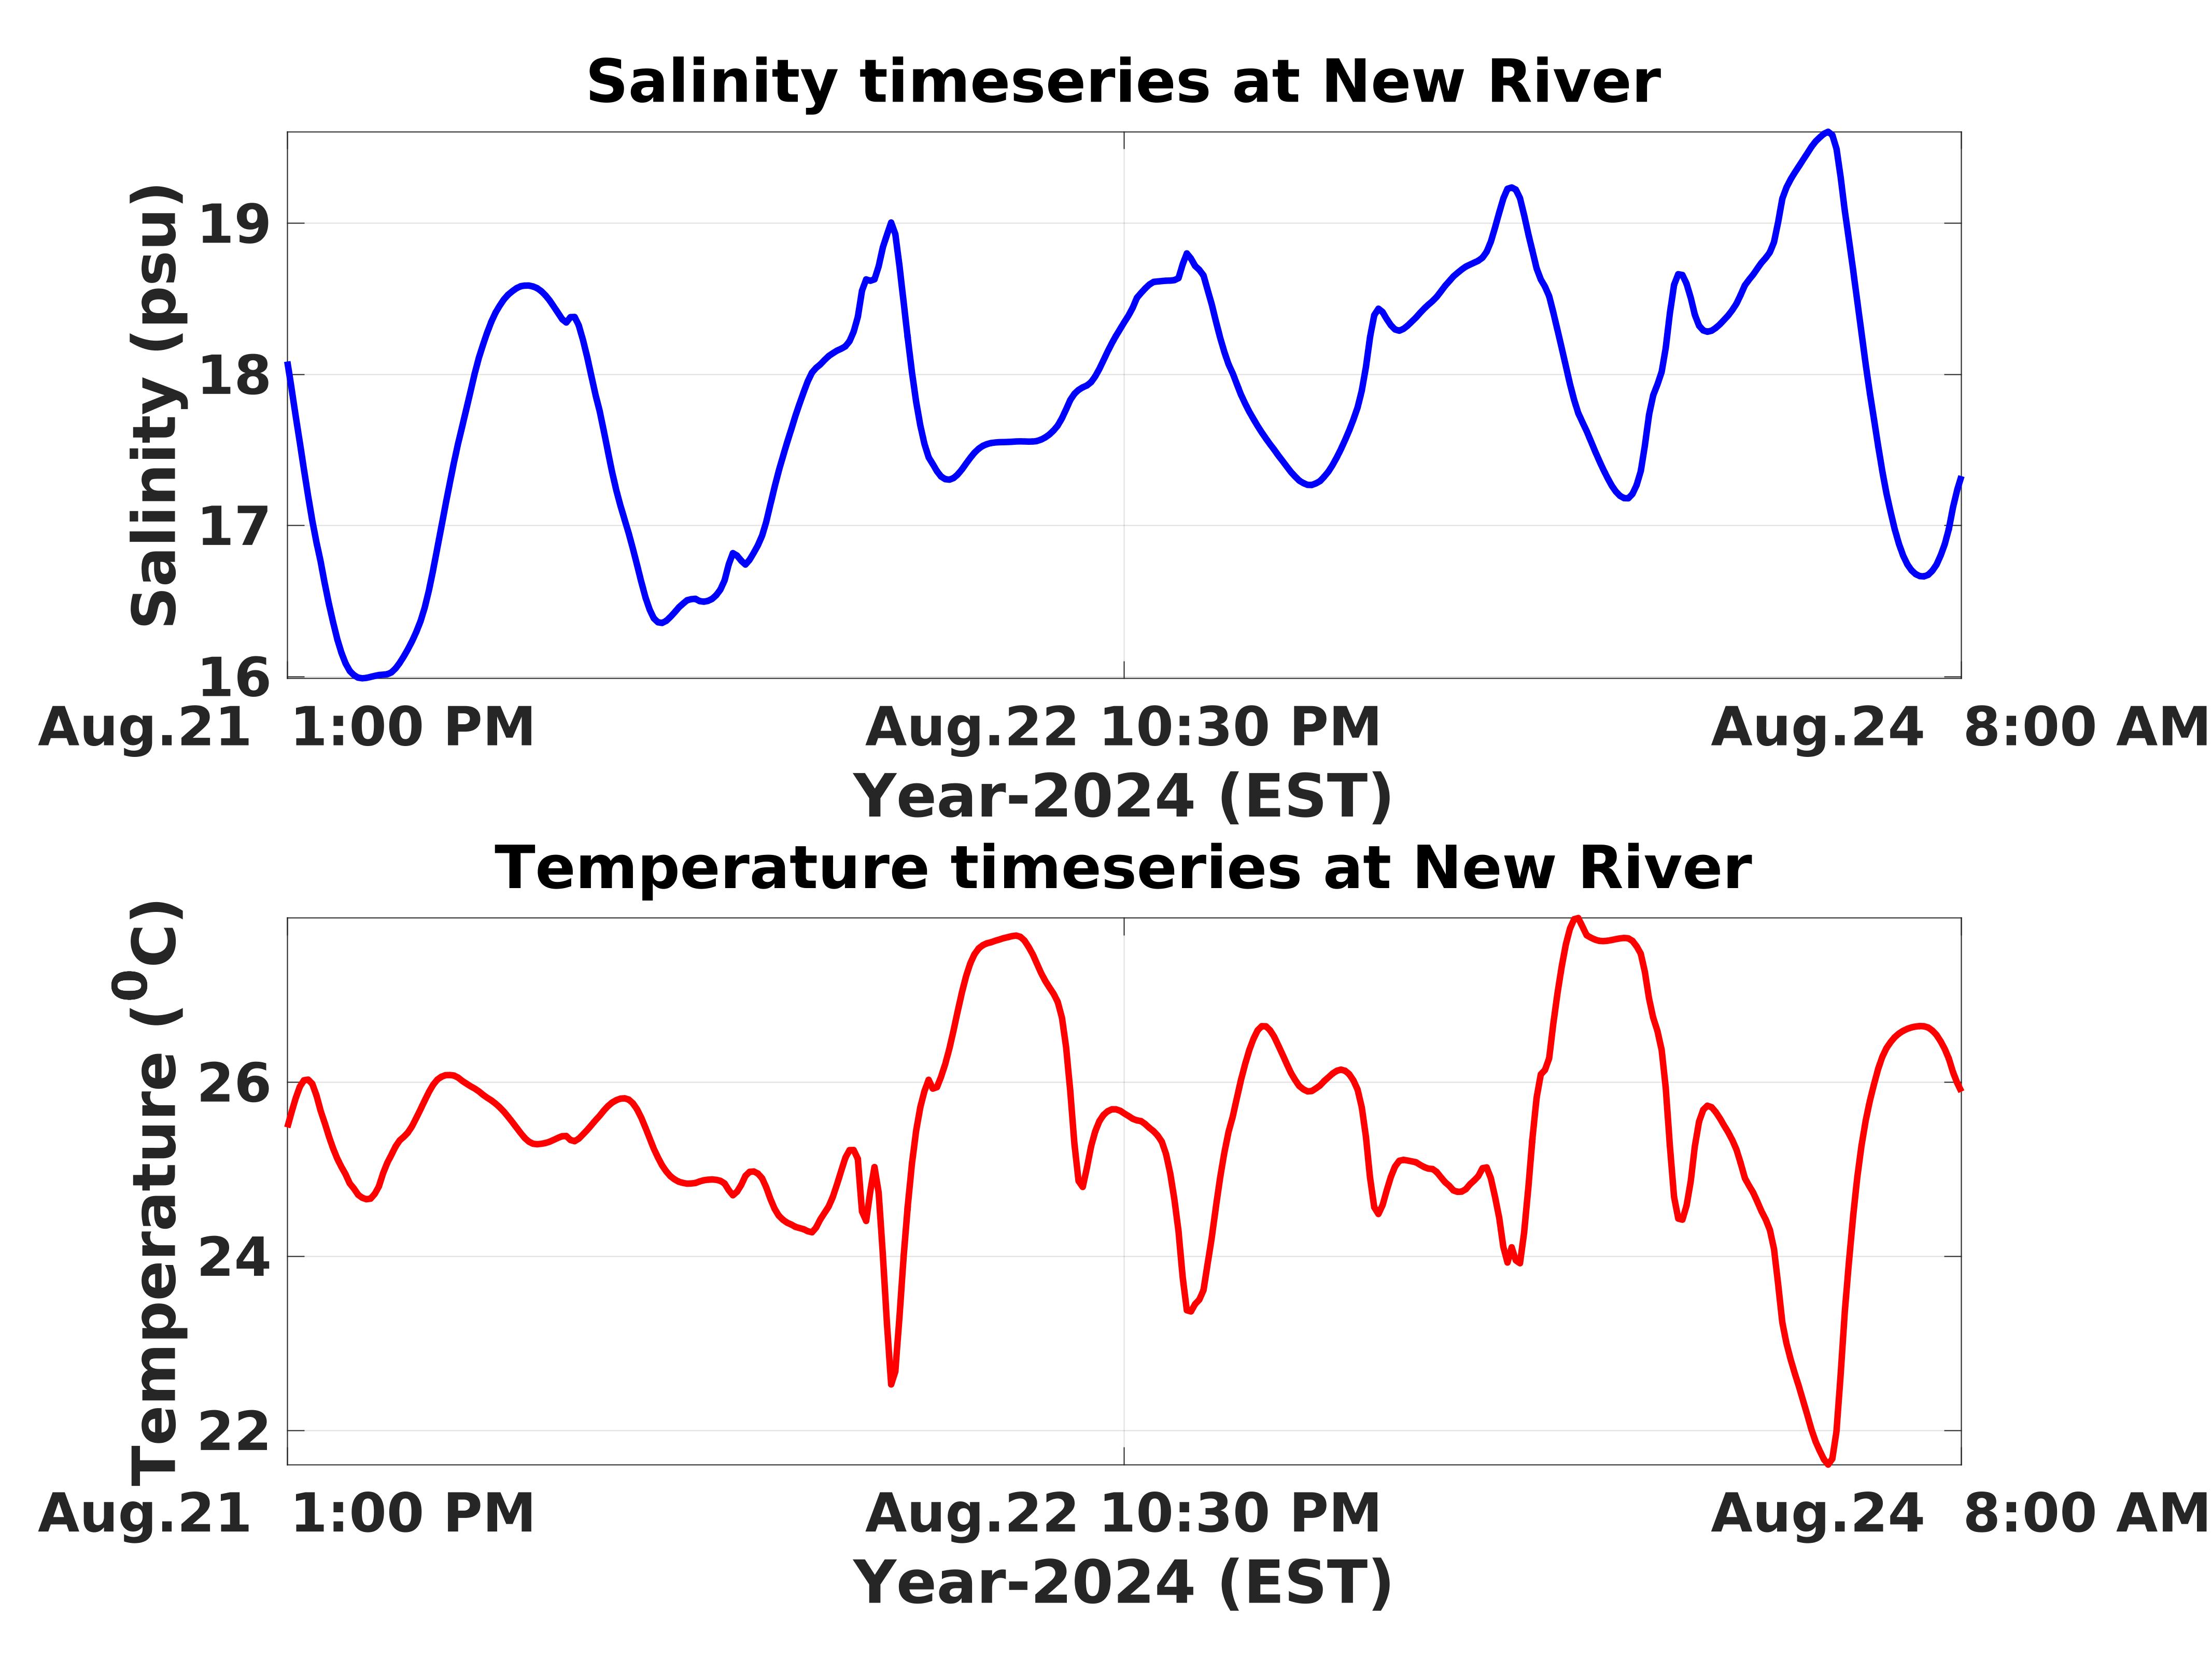 Salinity timeseries at New River
Salinity (psu)
19
18
17
16
Aug.21  1:00 PM
Aug.22 10:30 PM
Aug.24  8:00 AM
Year-2024 (EST)
Temperature timeseries at New River
Temperature (⁰C)
26
24
22
Aug.21  1:00 PM
Aug.22 10:30 PM
Aug.24  8:00 AM
Year-2024 (EST)